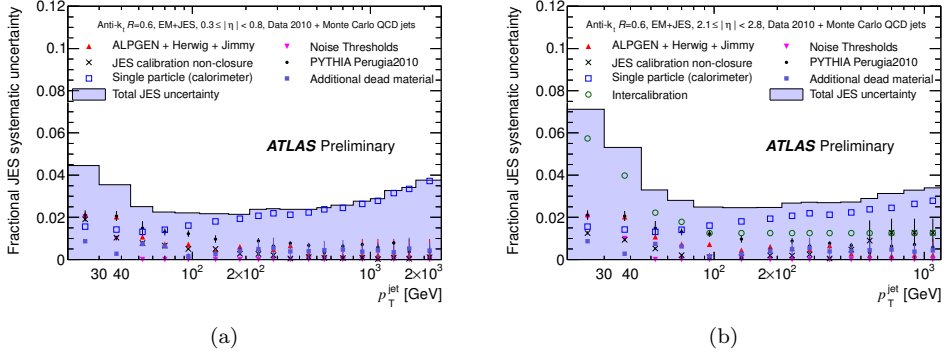 Fractional JES systematic uncertainty
0.12
0.1
0.08
0.06
0.04
0.02
0
Anti-k_t R=0.6, EM+JES, 0.3 ≤ | η | < 0.8, Data 2010 + Monte Carlo QCD jets
ALPGEN + Herwig + Jimmy
JES calibration non-closure
Single particle (calorimeter)
Total JES uncertainty
Noise Thresholds
PYTHIA Perugia2010
Additional dead material
ATLAS Preliminary
30 40 10² 2×10² 10³ 2×10³
p_T^jet [GeV]
(a)
Fractional JES systematic uncertainty
0.12
0.1
0.08
0.06
0.04
0.02
0
Anti-k_t R=0.6, EM+JES, 2.1 ≤ | η | < 2.8, Data 2010 + Monte Carlo QCD jets
ALPGEN + Herwig + Jimmy
JES calibration non-closure
Single particle (calorimeter)
Intercalibration
Noise Thresholds
PYTHIA Perugia2010
Additional dead material
Total JES uncertainty
ATLAS Preliminary
30 40 10² 2×10² 10³
p_T^jet [GeV]
(b)